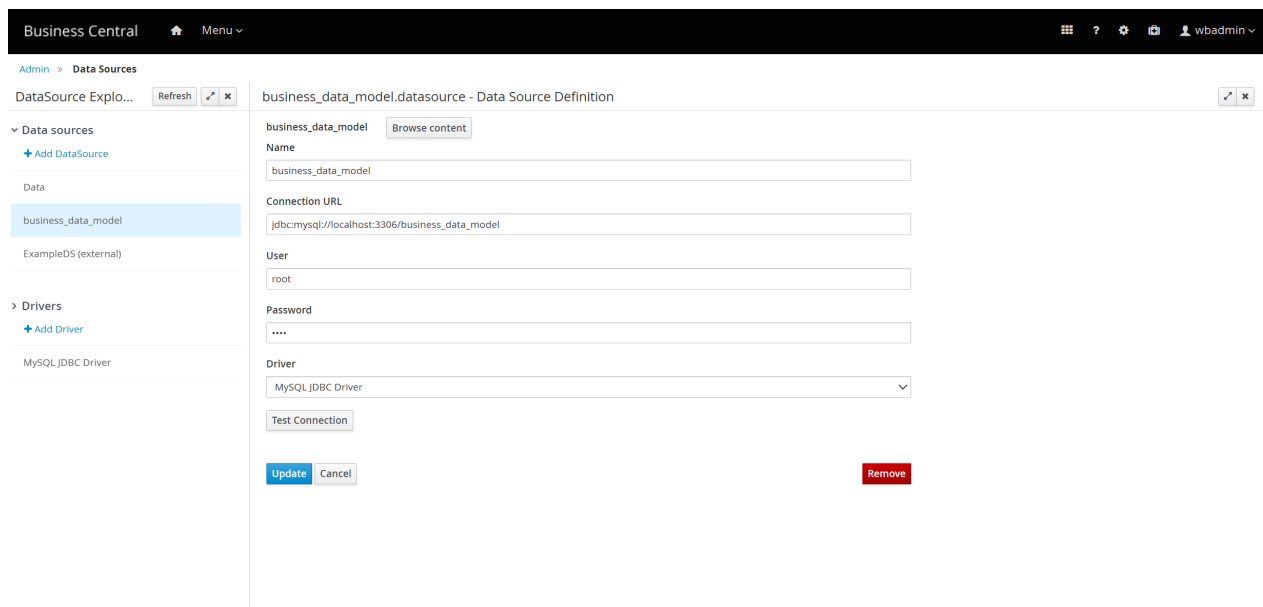 Business Central Menu ? wbadmin
Admin » Data Sources
DataSource Explo... Refresh
Data sources
+ Add DataSource
Data
business_data_model
ExampleDS (external)
Drivers
+ Add Driver
MySQL JDBC Driver
business_data_model.datasource - Data Source Definition
business_data_model Browse content
Name
business_data_model
Connection URL
jdbc:mysql://localhost:3306/business_data_model
User
root
Password
••••
Driver
MySQL JDBC Driver
Test Connection
Update Cancel Remove